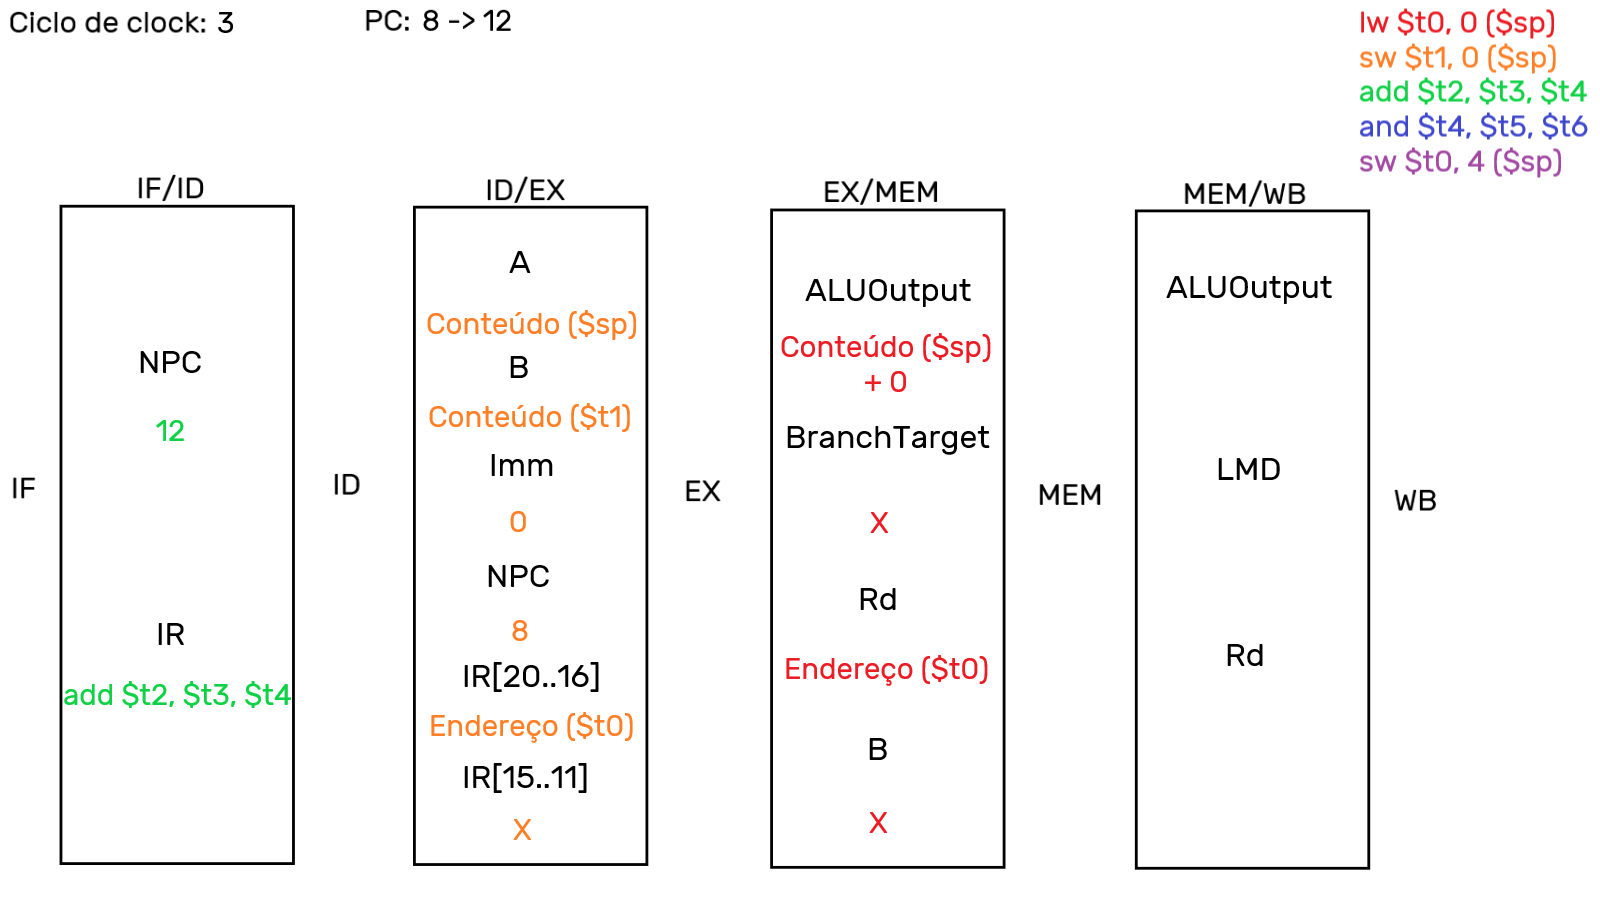 Ciclo de clock: 3
PC: 8 -> 12
lw $t0, 0 ($sp)
sw $t1, 0 ($sp)
add $t2, $t3, $t4
and $t4, $t5, $t6
sw $t0, 4 ($sp)
IF
IF/ID
NPC
12
IR
add $t2, $t3, $t4
ID
ID/EX
A
Conteúdo ($sp)
B
Conteúdo ($t1)
Imm
0
NPC
8
IR[20..16]
Endereço ($t0)
IR[15..11]
X
EX
EX/MEM
ALUOutput
Conteúdo ($sp)
+ 0
BranchTarget
X
Rd
Endereço ($t0)
B
X
MEM
MEM/WB
ALUOutput
LMD
Rd
WB